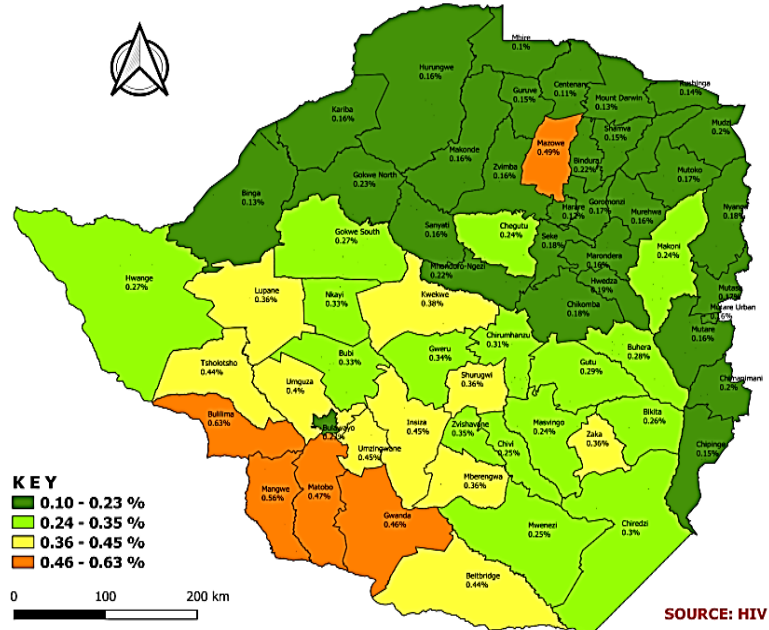 Mbire
0.1%
Hurungwe
0.16%
Guruve
0.15%
Centenary
0.11%
Rushinga
0.14%
Mount Darwin
0.13%
Kariba
0.16%
Mudzi
0.2%
Shamva
0.15%
Mazowe
0.49%
Makonde
0.16%
Zvimba
0.16%
Bindura
0.22%
Mutoko
0.17%
Gokwe North
0.23%
Binga
0.13%
Harare
0.12%
Goromonzi
0.17%
Murehwa
0.16%
Nyanga
0.18%
Sanyati
0.16%
Chegutu
0.24%
Seke
0.18%
Gokwe South
0.27%
Makoni
0.24%
Marondera
0.16%
Mhondoro-Ngezi
0.22%
Hwange
0.27%
Hwedza
0.19%
Mutasa
0.17%
Lupane
0.36%
Nkayi
0.33%
Kwekwe
0.38%
Chikomba
0.18%
Mutare Urban
0.16%
Mutare
0.16%
Chirumhanzu
0.31%
Tsholotsho
0.44%
Bubi
0.33%
Gweru
0.34%
Buhera
0.28%
Gutu
0.29%
Shurugwi
0.36%
Chimanimani
0.2%
Umguza
0.4%
Bulilima
0.63%
Bulawayo
Insiza
0.45%
Zvishavane
0.35%
Masvingo
0.24%
Bikita
0.26%
Zaka
0.36%
Umzingwane
0.45%
Chivi
0.25%
Chipinge
0.15%
Mberengwa
0.36%
Mangwe
0.56%
Matobo
0.47%
Gwanda
0.46%
Mwenezi
0.25%
Chiredzi
0.3%
Beitbridge
0.44%
KEY
0.10 - 0.23 %
0.24 - 0.35 %
0.36 - 0.45 %
0.46 - 0.63 %
0 100 200 km
SOURCE: HIV